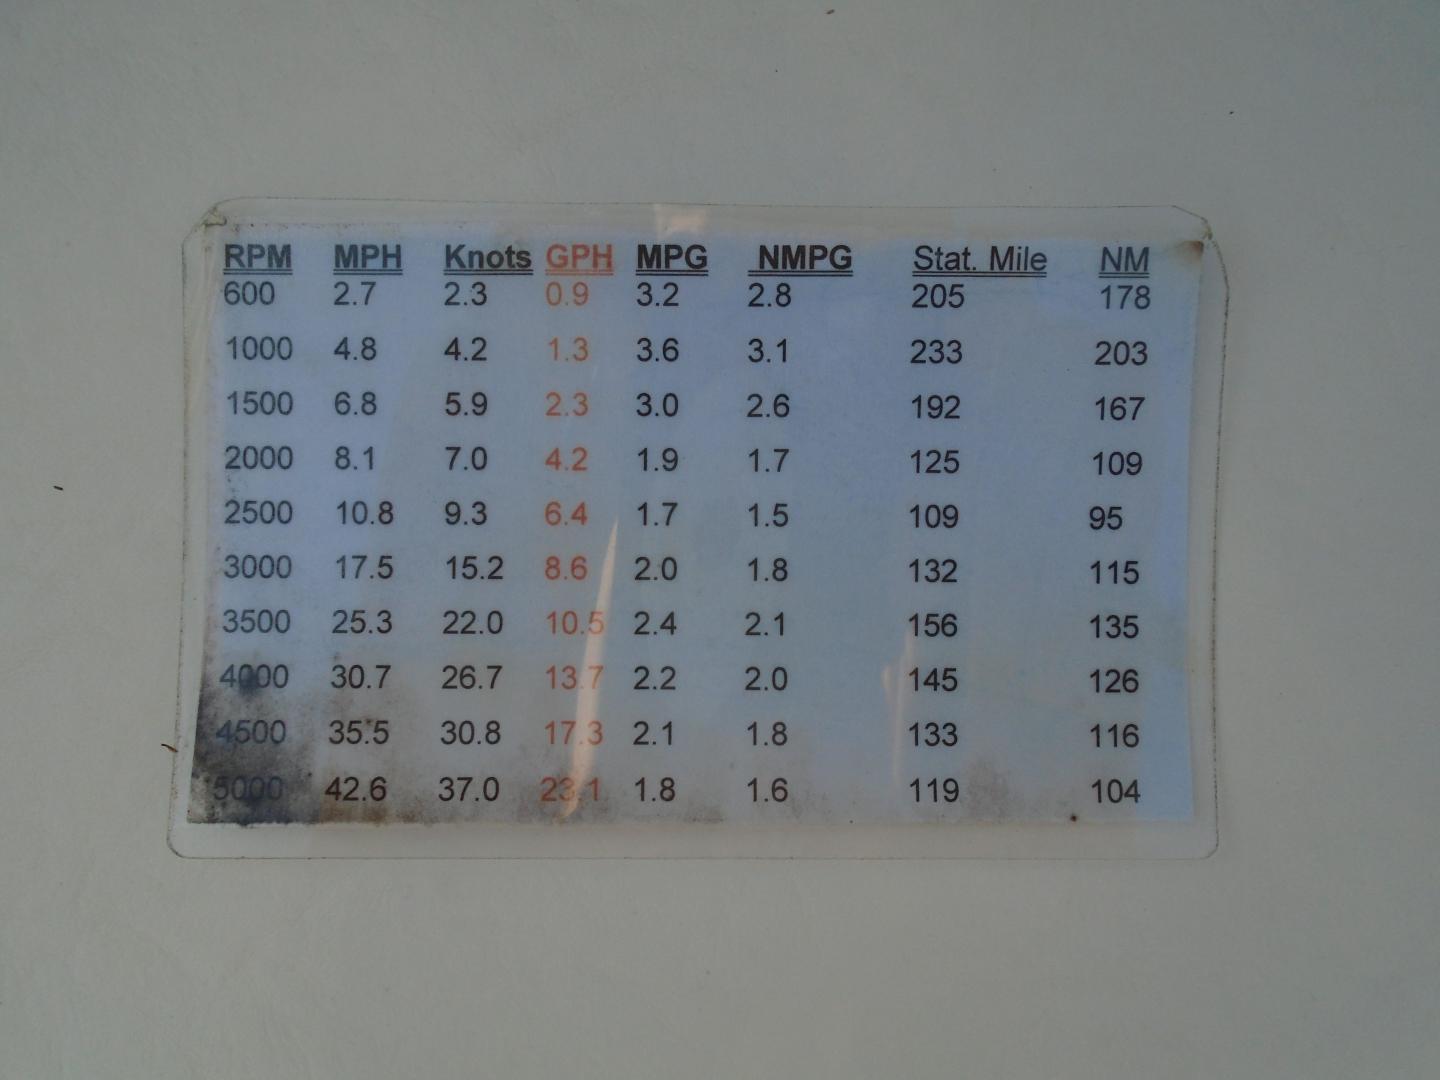 RPM MPH Knots GPH MPG NMPG Stat. Mile NM
600 2.7 2.3 0.9 3.2 2.8 205 178
1000 4.8 4.2 1.3 3.6 3.1 233 203
1500 6.8 5.9 2.3 3.0 2.6 192 167
2000 8.1 7.0 4.2 1.9 1.7 125 109
2500 10.8 9.3 6.4 1.7 1.5 109 95
3000 17.5 15.2 8.6 2.0 1.8 132 115
3500 25.3 22.0 10.5 2.4 2.1 156 135
4000 30.7 26.7 13.7 2.2 2.0 145 126
4500 35.5 30.8 17.3 2.1 1.8 133 116
5000 42.6 37.0 23.1 1.8 1.6 119 104